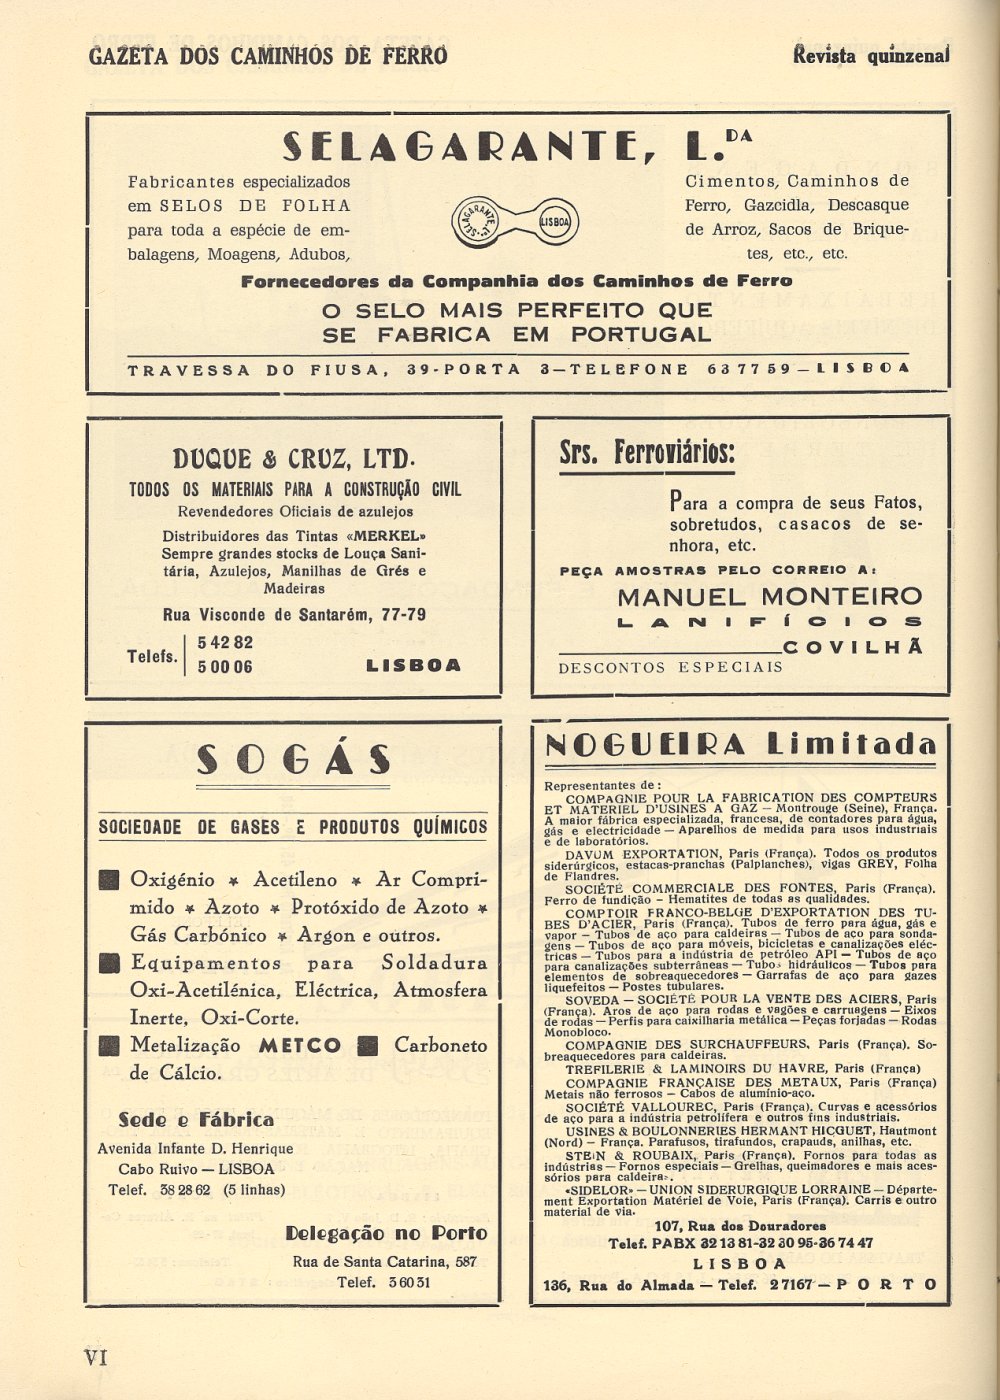 GAZETA DOS CAMINHOS DE FERRO
Revista quinzenal
SELAGARANTE, L.DA
Fabricantes especializados
em SELOS DE FOLHA
para toda a espécie de em-
balagens, Moagens, Adubos,
SELAGARANTE, L.da
LISBOA
Cimentos, Caminhos de
Ferro, Gazcidla, Descasque
de Arroz, Sacos de Brique-
tes, etc., etc.
Fornecedores da Companhia dos Caminhos de Ferro
O SELO MAIS PERFEITO QUE
SE FABRICA EM PORTUGAL
TRAVESSA DO FIUSA, 39-PORTA 3—TELEFONE 637759—LISBOA
DUQUE & CRUZ, LTD.
TODOS OS MATERIAIS PARA A CONSTRUÇÃO CIVIL
Revendedores Oficiais de azulejos
Distribuidores das Tintas «MERKEL»
Sempre grandes stocks de Louça Sani-
tária, Azulejos, Manilhas de Grés e
Madeiras
Rua Visconde de Santarém, 77-79
Telefs.
5 42 82
5 00 06
LISBOA
Srs. Ferroviários:
Para a compra de seus Fatos,
sobretudos, casacos de se-
nhora, etc.
PEÇA AMOSTRAS PELO CORREIO A:
MANUEL MONTEIRO
LANIFÍCIOS
COVILHÃ
DESCONTOS ESPECIAIS
SOGÁS
SOCIEDADE DE GASES E PRODUTOS QUÍMICOS
■ Oxigénio * Acetileno * Ar Compri-
mido * Azoto * Protóxido de Azoto *
Gás Carbónico * Argon e outros.
■ Equipamentos para Soldadura
Oxi-Acetilénica, Eléctrica, Atmosfera
Inerte, Oxi-Corte.
■ Metalização METCO ■ Carboneto
de Cálcio.
Sede e Fábrica
Avenida Infante D. Henrique
Cabo Ruivo — LISBOA
Telef. 38 28 62 (5 linhas)
Delegação no Porto
Rua de Santa Catarina, 587
Telef. 3 60 31
NOGUEIRA Limitada
Representantes de:
COMPAGNIE POUR LA FABRICATION DES COMPTEURS
ET MATERIEL D'USINES A GAZ — Montrouge (Seine), França.
A maior fábrica especializada, francesa, de contadores para água,
gás e electricidade — Aparelhos de medida para usos industriais
e de laboratórios.
DAVUM EXPORTATION, Paris (França). Todos os produtos
siderúrgicos, estacas-pranchas (Palplanches), vigas GREY, Folha
de Flandres.
SOCIÉTÉ COMMERCIALE DES FONTES, Paris (França).
Ferro de fundição - Hematites de todas as qualidades.
COMPTOIR FRANCO-BELGE D'EXPORTATION DES TU-
BES D'ACIER, Paris (França). Tubos de ferro para água, gás e
vapor — Tubos de aço para caldeiras — Tubos de aço para sonda-
gens — Tubos de aço para móveis, bicicletas e canalizações eléc-
tricas — Tubos para a indústria de petróleo API — Tubos de aço
para canalizações subterrâneas — Tubos hidráulicos — Tubos para
elementos de sobreaquecedores — Garrafas de aço para gazes
liquefeitos — Postes tubulares.
SOVEDA — SOCIÉTÉ POUR LA VENTE DES ACIERS, Paris
(França). Aros de aço para rodas e vagões e carruagens — Eixos
de rodas — Perfis para caixilharia metálica — Peças forjadas — Rodas
Monobloco.
COMPAGNIE DES SURCHAUFFEURS, Paris (França). So-
breaquecedores para caldeiras.
TREFILERIE & LAMINOIRS DU HAVRE, Paris (França)
COMPAGNIE FRANÇAISE DES METAUX, Paris (França)
Metais não ferrosos — Cabos de alumínio-aço.
SOCIÉTÉ VALLOUREC, Paris (França). Curvas e acessórios
de aço para a indústria petrolífera e outros fins industriais.
USINES & BOULONNERIES HERMANT HICGUET, Hautmont
(Nord) — França. Parafusos, tirafundos, crapauds, anilhas, etc.
STEIN & ROUBAIX, Paris (França). Fornos para todas as
indústrias — Fornos especiais — Grelhas, queimadores e mais aces-
sórios para caldeiras.
«SIDELOR» — UNION SIDERURGIQUE LORRAINE — Départe-
ment Exportation Matériel de Voie, Paris (França). Carris e outro
material de via.
107, Rua dos Douradores
Telef. PABX 32 13 81-32 30 95-36 74 47
LISBOA
136, Rua do Almada — Telef. 2 7167 — PORTO
VI